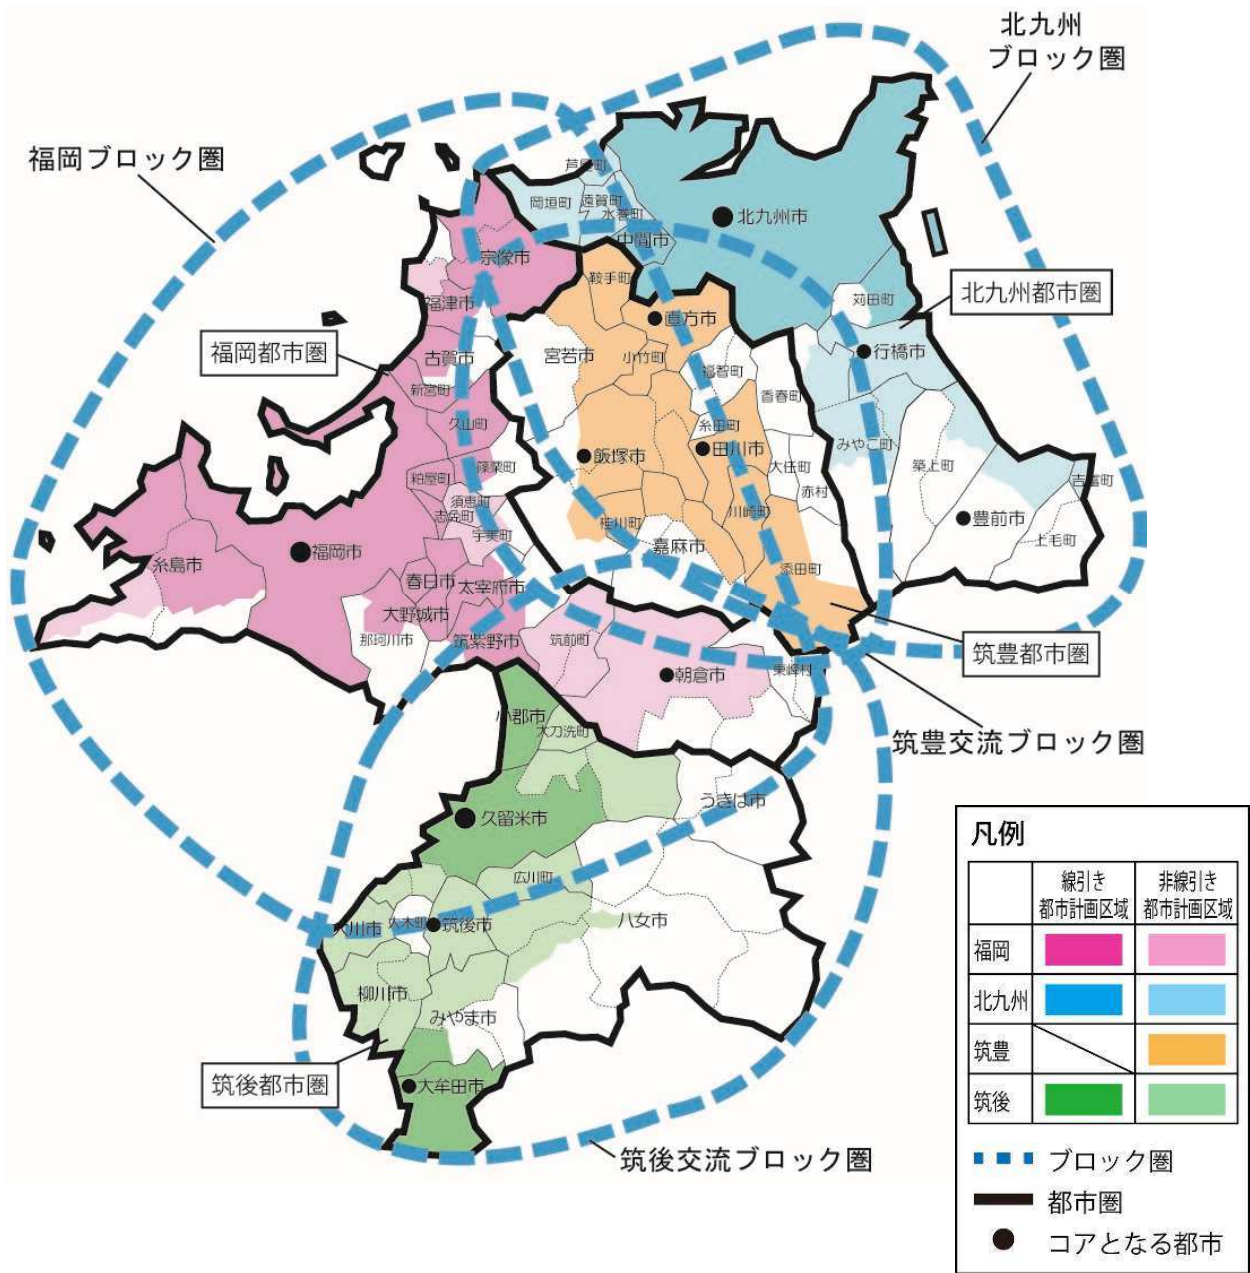 北九州
ブロック圏
福岡ブロック圏
芦屋町
岡垣町
遠賀町
水巻町
中間市
北九州市
宗像市
鞍手町
苅田町
北九州都市圏
福津市
直方市
福岡都市圏
古賀市
宮若市
小竹町
行橋市
福智町
新宮町
香春町
久山町
糸田町
みやこ町
飯塚市
田川市
篠栗町
大任町
築上町
吉富町
粕屋町
赤村
須恵町
志免町
川崎町
桂川町
豊前市
宇美町
嘉麻市
上毛町
福岡市
糸島市
添田町
春日市
太宰府市
大野城市
那珂川市
筑紫野市
筑前町
筑豊都市圏
朝倉市
東峰村
小郡市
大刀洗町
筑豊交流ブロック圏
うきは市
久留米市
広川町
大川市
大木町
筑後市
八女市
柳川市
みやま市
筑後都市圏
大牟田市
筑後交流ブロック圏
凡例
線引き
都市計画区域
非線引き
都市計画区域
福岡
北九州
筑豊
筑後
ブロック圏
都市圏
コアとなる都市